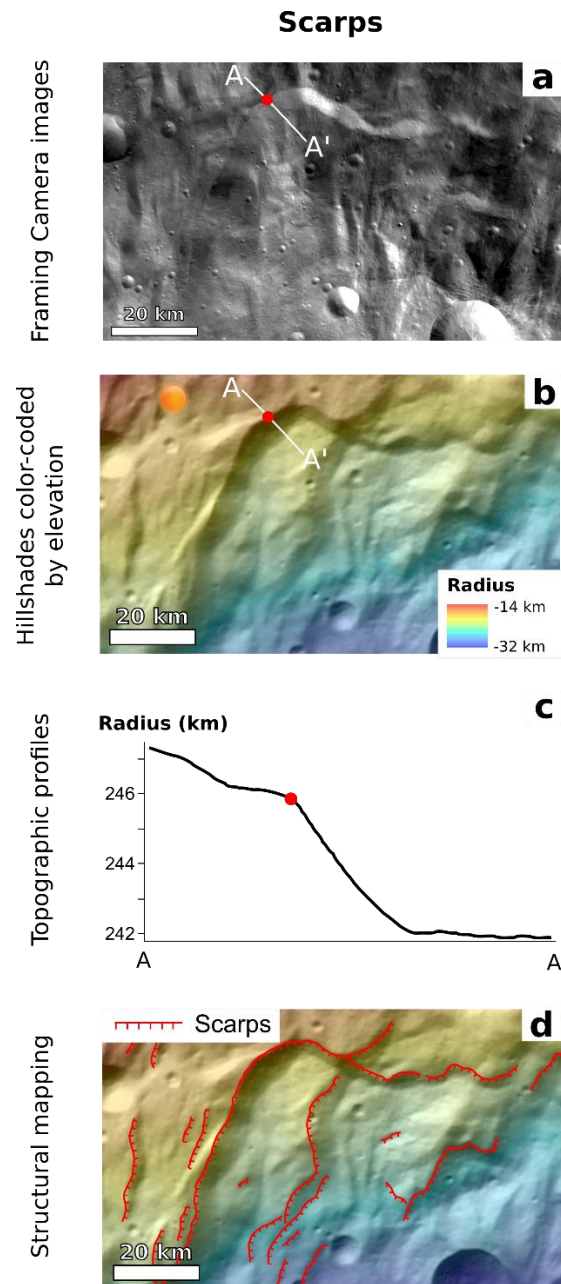 Scarps
Framing Camera images
a
A
A'
20 km
Hillshades color-coded
by elevation
b
A
A'
20 km
Radius
-14 km
-32 km
Topographic profiles
c
Radius (km)
246
244
242
A
A
Structural mapping
d
Scarps
20 km